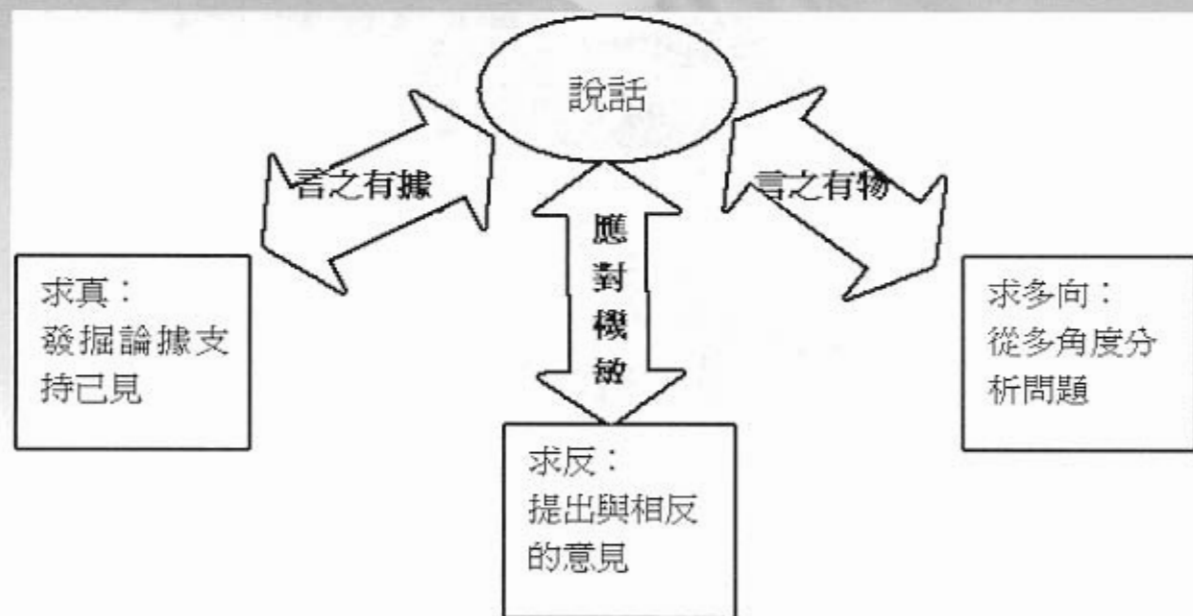 說話
言之有據
言之有物
應
對
機
敏
求真：
發掘論據支
持已見
求多向：
從多角度分
析問題
求反：
提出與相反
的意見